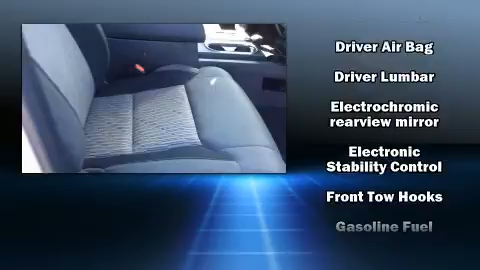 Driver Air Bag
Driver Lumbar
Electrochromic
rearview mirror
Electronic
Stability Control
Front Tow Hooks
Gasoline Fuel